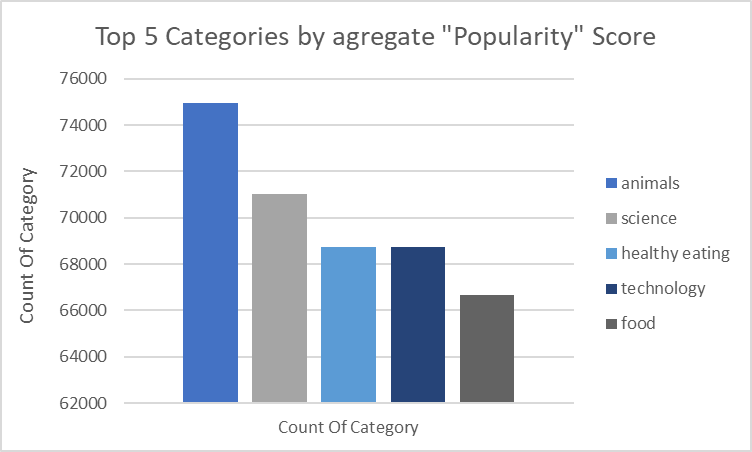 Top 5 Categories by agregate "Popularity" Score
76000
74000
72000
70000
68000
66000
64000
62000
Count Of Category
Count Of Category
animals
science
healthy eating
technology
food